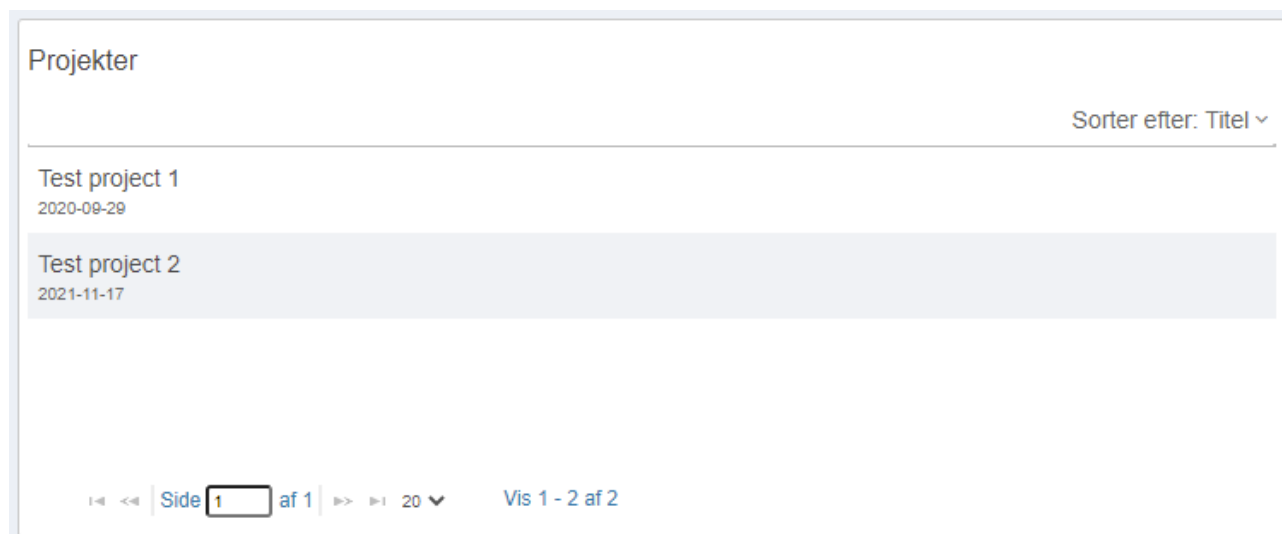 Projekter
Sorter efter: Titel
Test project 1
2020-09-29
Test project 2
2021-11-17
Side 1 af 1 20 Vis 1 - 2 af 2